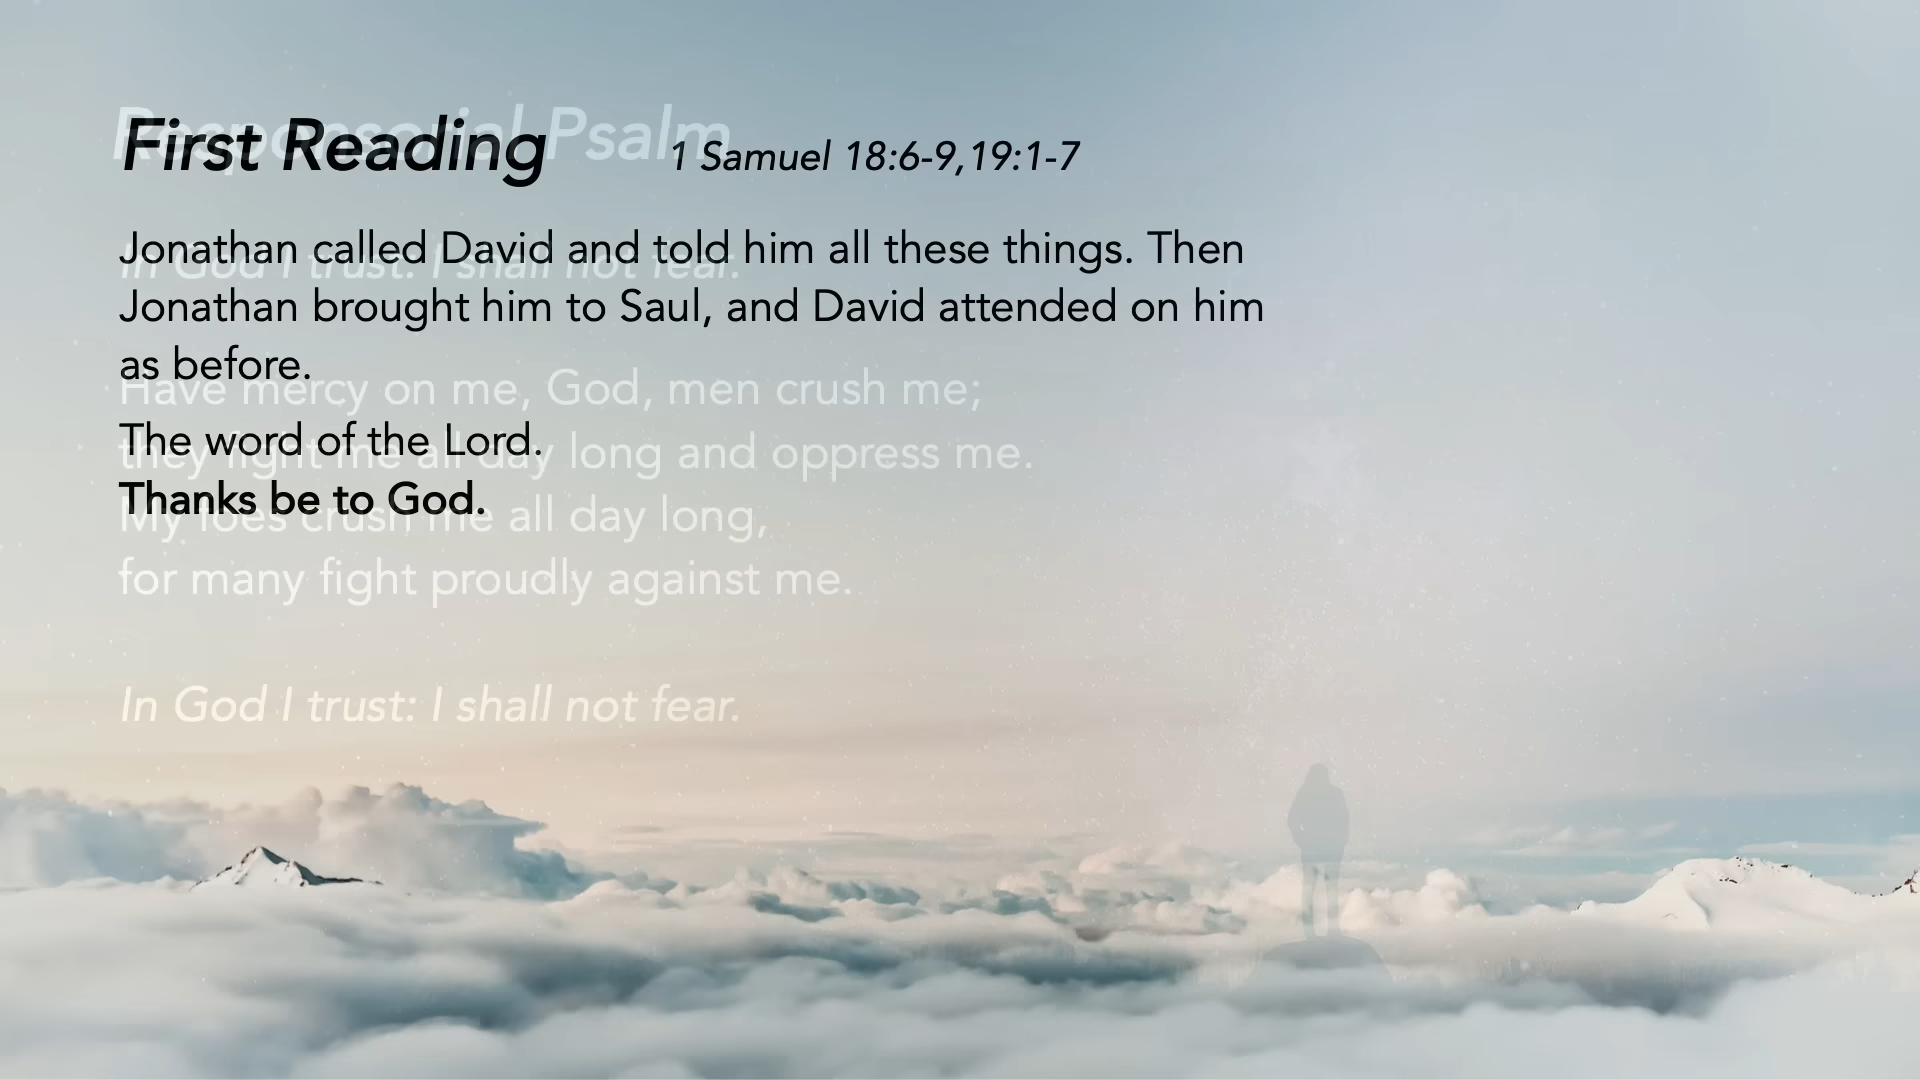 Responsorial Psalm
First Reading 1 Samuel 18:6-9,19:1-7
Jonathan called David and told him all these things. Then
In God I trust: I shall not fear.
Jonathan brought him to Saul, and David attended on him
as before.
Have mercy on me, God, men crush me;
The word of the Lord.
they fight me all day long and oppress me.
Thanks be to God.
My foes crush me all day long,
for many fight proudly against me.
In God I trust: I shall not fear.